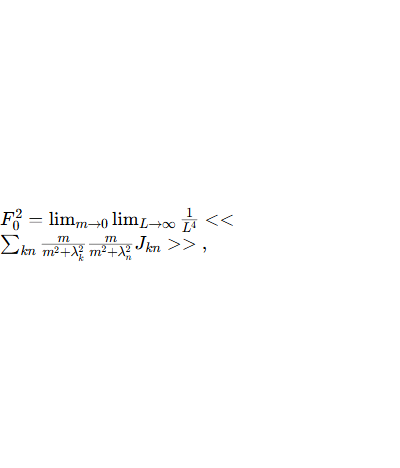 $F_0^2 = \lim_{m \to 0} \lim_{L \to \infty} \frac{1}{L^4} <<$
$\sum_{kn} \frac{m}{m^2 + \lambda_k^2} \frac{m}{m^2 + \lambda_n^2} J_{kn} >> ,$